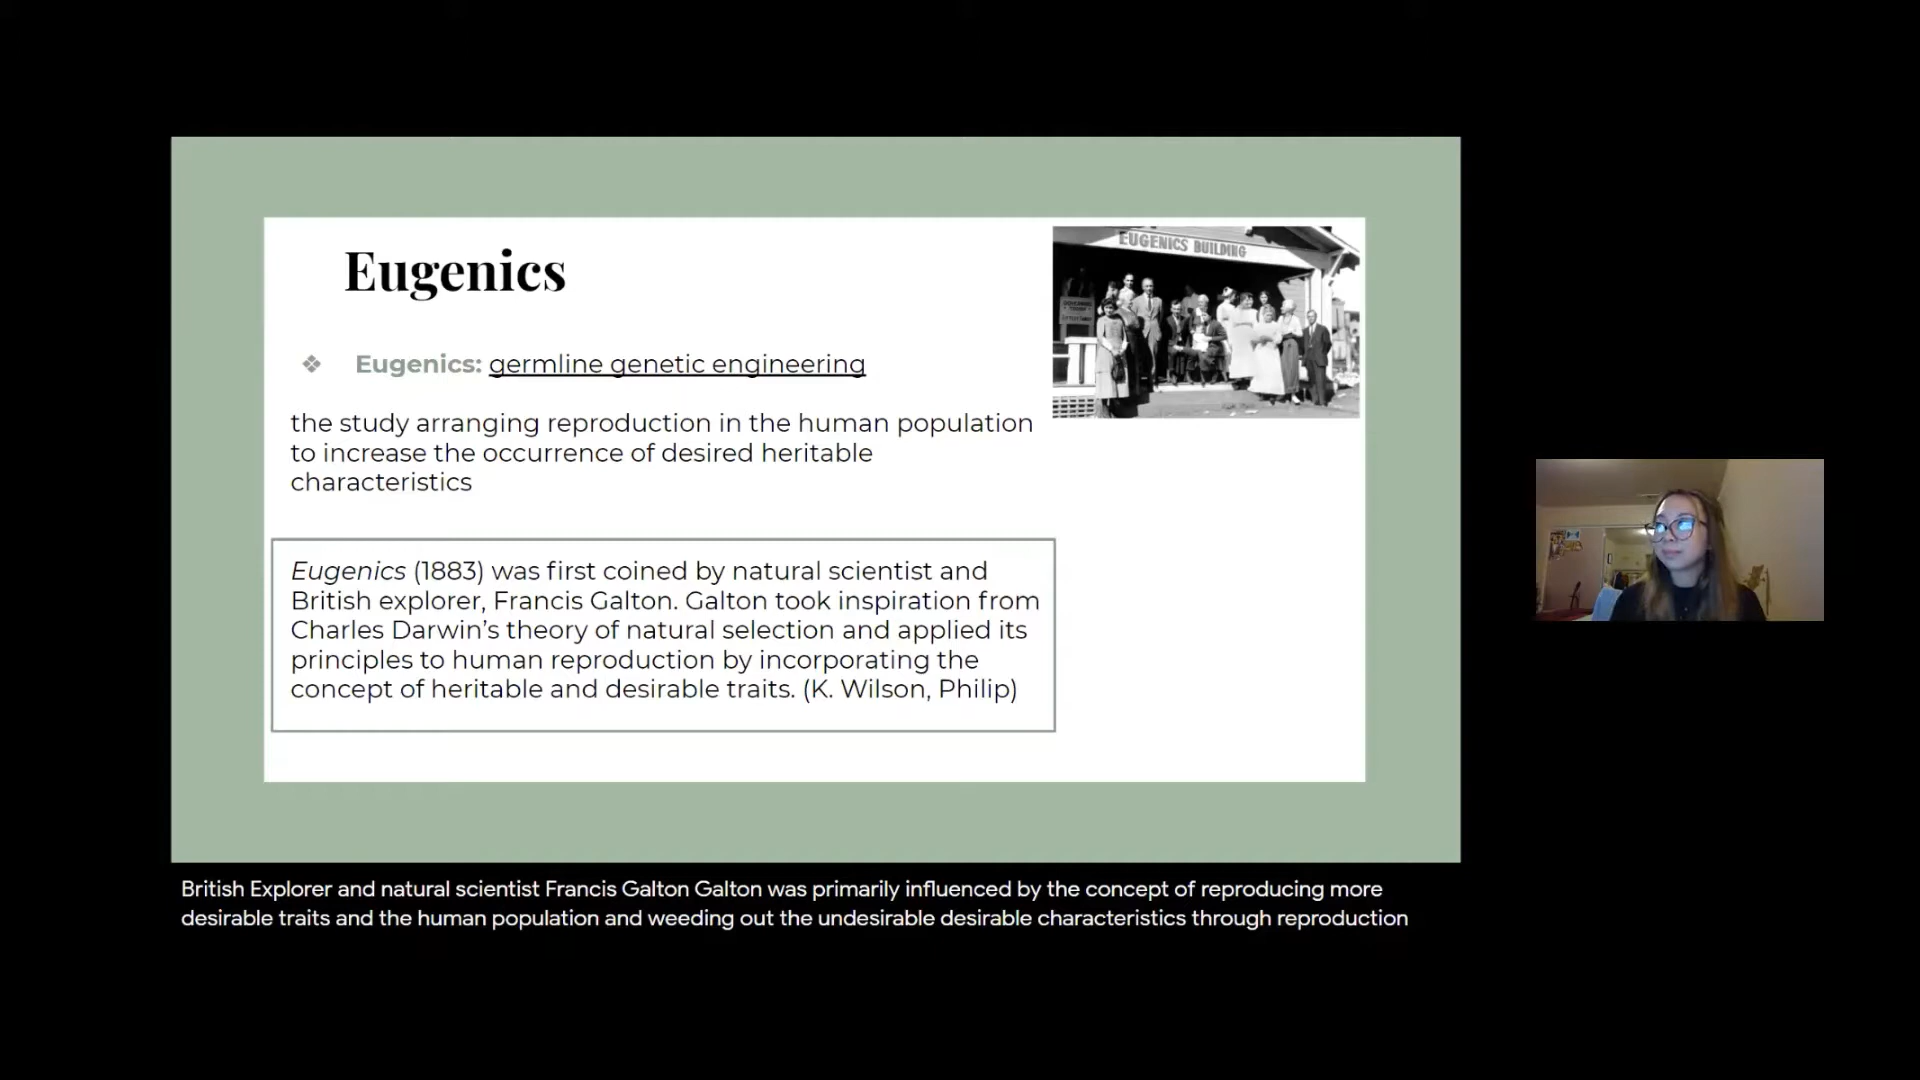 Eugenics
EUGENICS BUILDING
❖ Eugenics: germline genetic engineering
the study arranging reproduction in the human population
to increase the occurrence of desired heritable
characteristics
Eugenics (1883) was first coined by natural scientist and
British explorer, Francis Galton. Galton took inspiration from
Charles Darwin’s theory of natural selection and applied its
principles to human reproduction by incorporating the
concept of heritable and desirable traits. (K. Wilson, Philip)
British Explorer and natural scientist Francis Galton Galton was primarily influenced by the concept of reproducing more
desirable traits and the human population and weeding out the undesirable desirable characteristics through reproduction